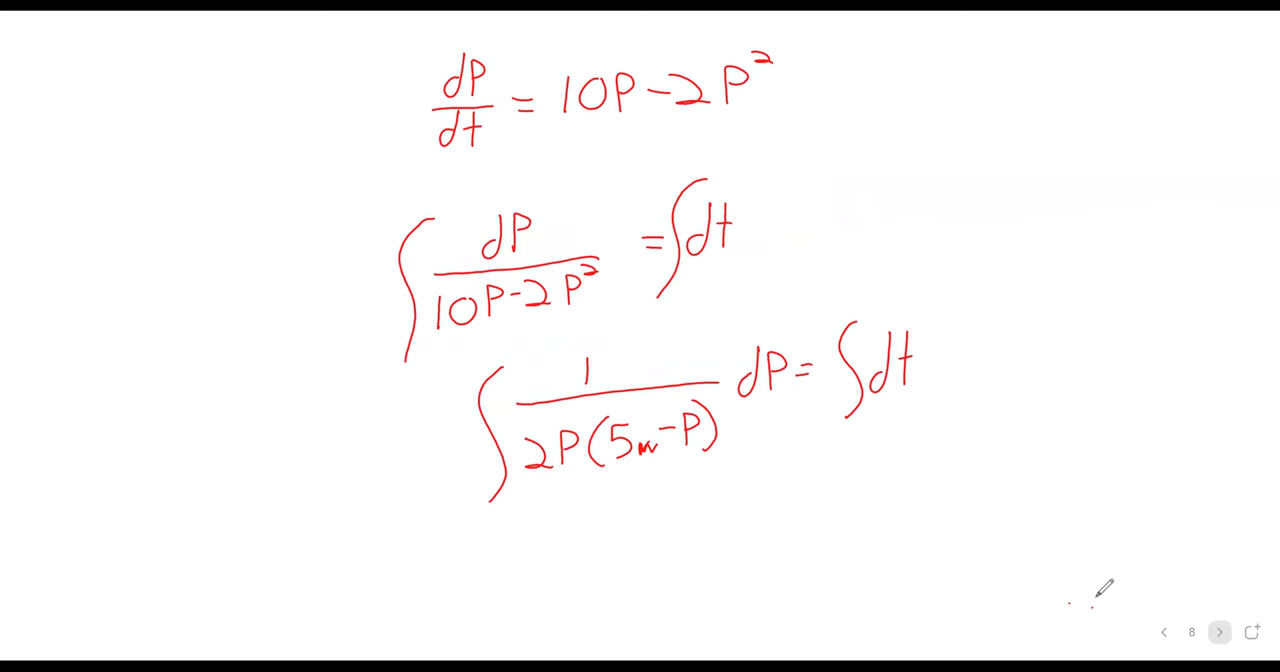 dP/dt = 10P - 2P²
∫ dP/(10P - 2P²) = ∫ dt
∫ 1/(2P(5 - P)) dP = ∫ dt
8